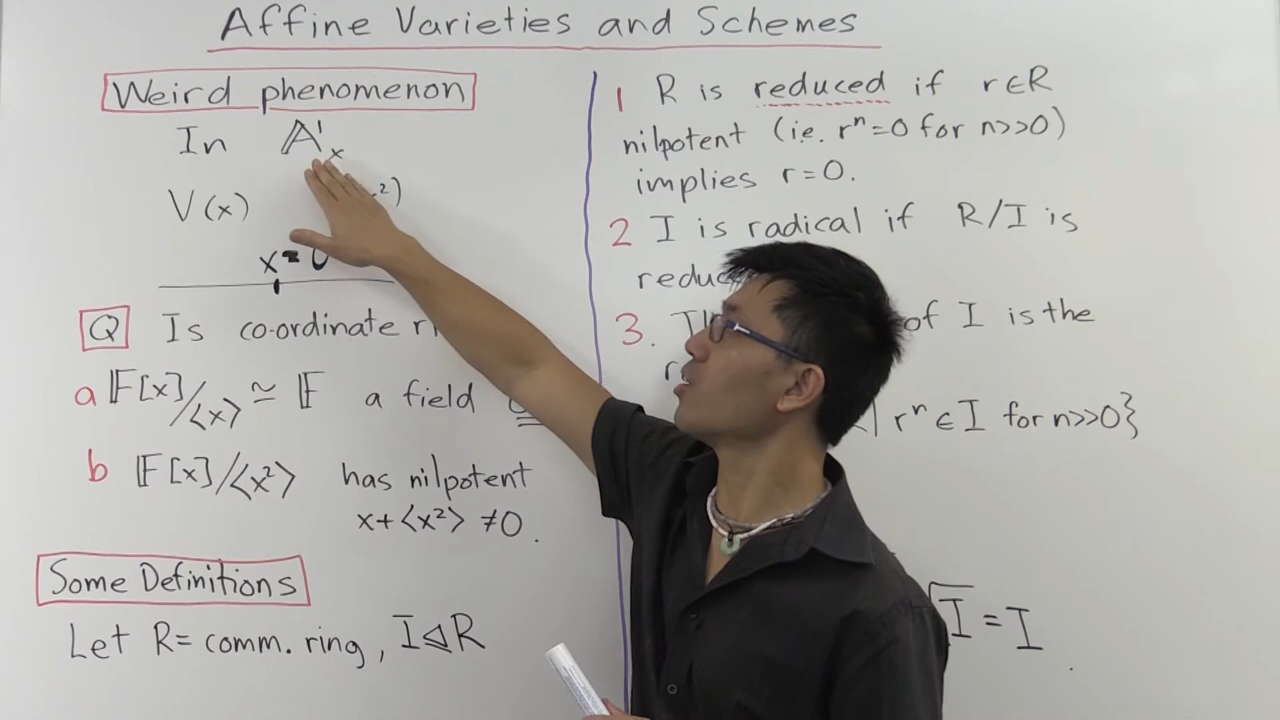 Affine Varieties and Schemes
Weird phenomenon
In 𝔸¹ₓ
V(x) ²)
x=0
Q Is co-ordinate
a 𝔽[x]/⟨x⟩ ≃ 𝔽 a field
b 𝔽[x]/⟨x²⟩ has nilpotent
x+⟨x²⟩ ≠0.
Some Definitions
Let R= comm. ring, I⊲R
1 R is reduced if r∈R
nilpotent (i.e. rⁿ=0 for n>>0)
implies r=0.
2 I is radical if R/I is
3. of I is the
| rⁿ∈I for n>>0}
√I = I